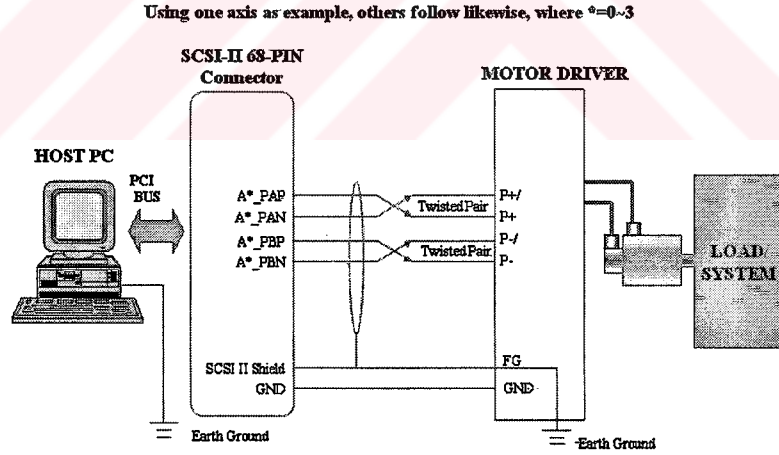 Using one axis as example, others follow likewise, where *=0~3
SCSI-II 68-PIN
Connector
MOTOR DRIVER
HOST PC
PCI
BUS
A*_PAP
A*_PAN
A*_PBP
A*_PBN
Twisted Pair
Twisted Pair
P+/
P+
P-/
P-
LOAD/
SYSTEM
SCSI II Shield
GND
FG
GND
Earth Ground
Earth Ground